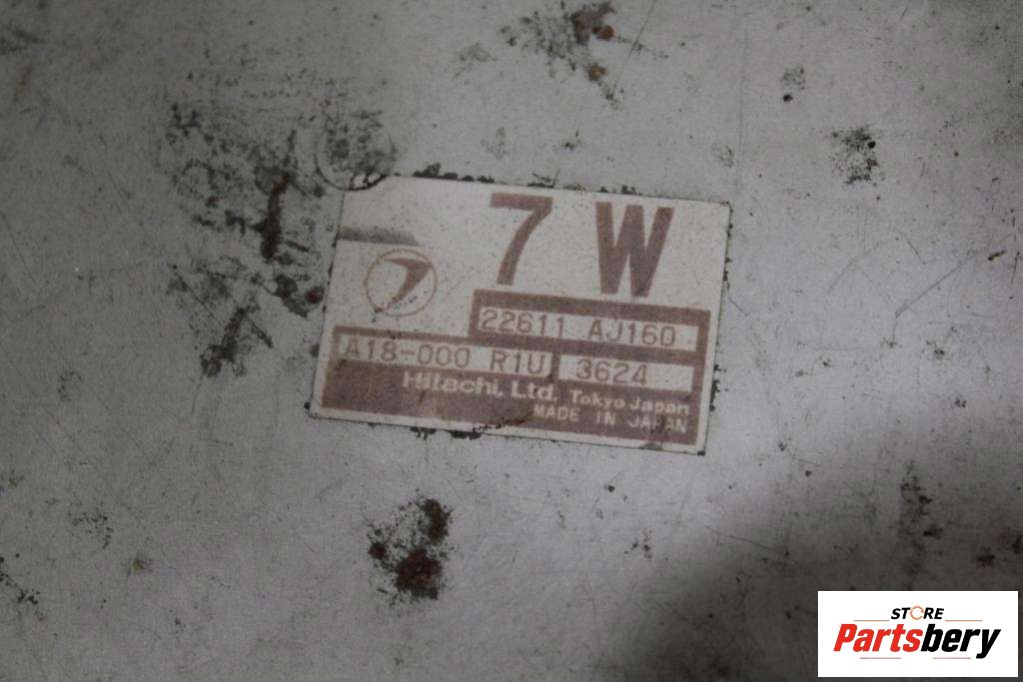 7 W
22611 AJ160
A18-000 R1U 3624
Hitachi, Ltd. Tokyo Japan
MADE IN JAPAN
STORE
Partsbery